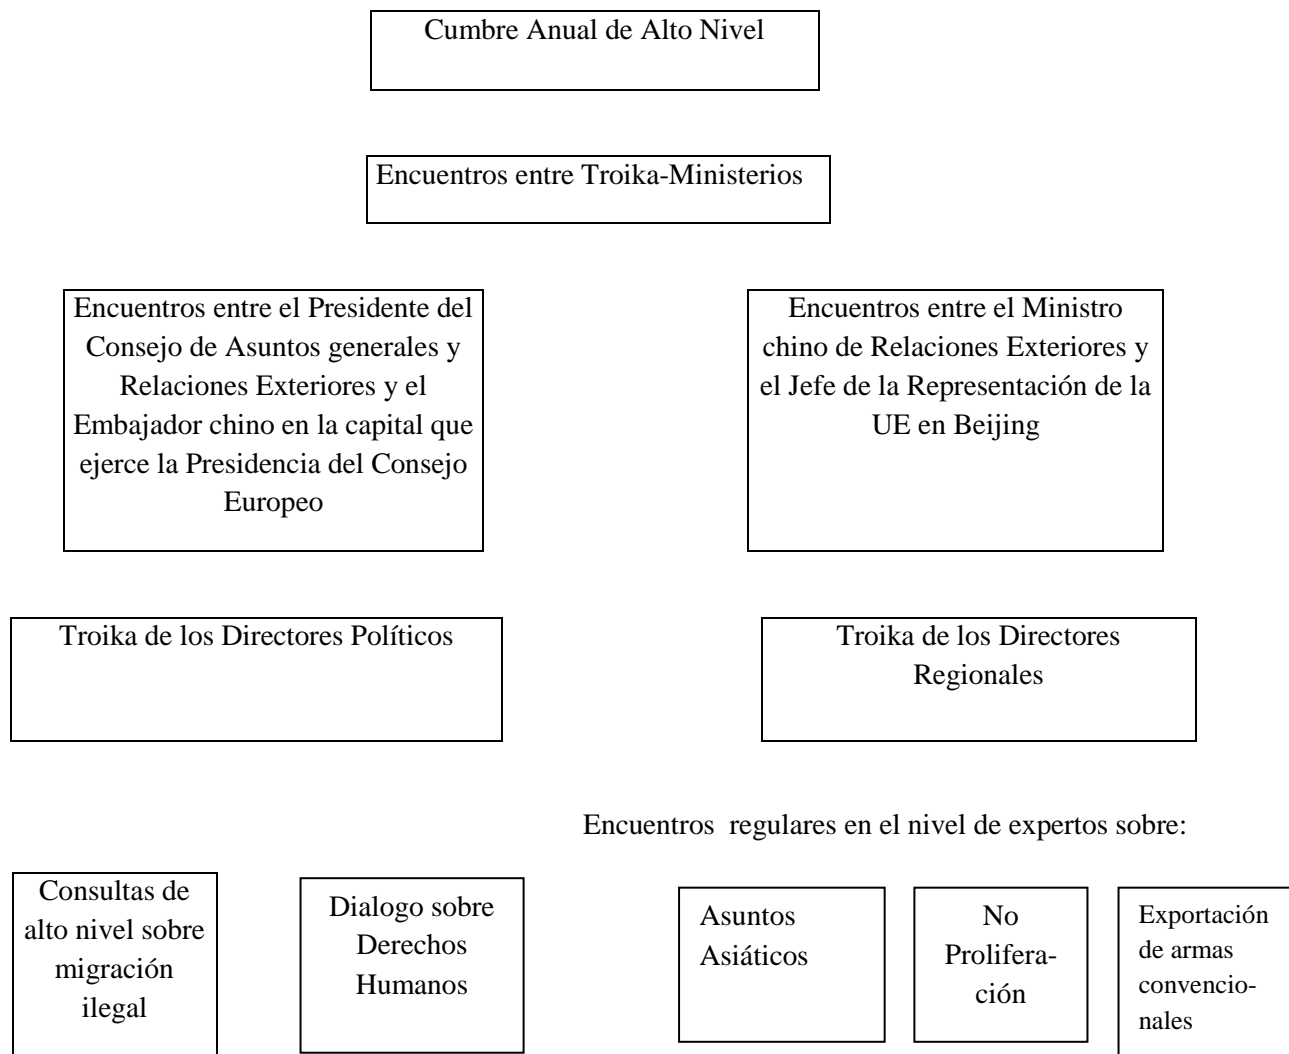 Cumbre Anual de Alto Nivel
Encuentros entre Troika-Ministerios
Encuentros entre el Presidente del
Consejo de Asuntos generales y
Relaciones Exteriores y el
Embajador chino en la capital que
ejerce la Presidencia del Consejo
Europeo
Encuentros entre el Ministro
chino de Relaciones Exteriores y
el Jefe de la Representación de la
UE en Beijing
Troika de los Directores Políticos
Troika de los Directores
Regionales
Encuentros regulares en el nivel de expertos sobre:
Consultas de
alto nivel sobre
migración
ilegal
Dialogo sobre
Derechos
Humanos
Asuntos
Asiáticos
No
Prolifera-
ción
Exportación
de armas
convencio-
nales